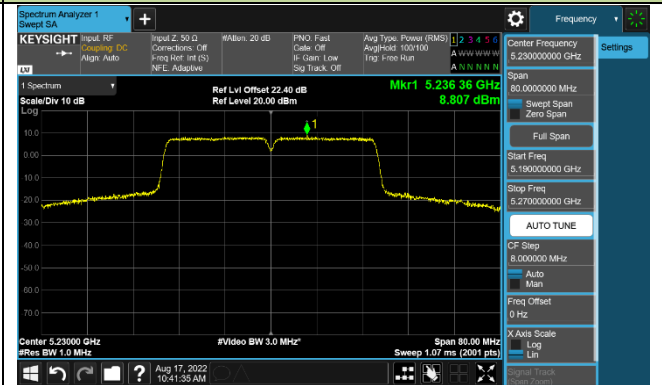 Spectrum Analyzer 1
Swept SA
+
Frequency
KEYSIGHT
Input: RF
Coupling: DC
Align: Auto
Input Z: 50 Ω
Corrections: Off
Freq Ref: Int (S)
NFE: Adaptive
#Atten: 20 dB
PNO: Fast
Gate: Off
IF Gain: Low
Sig Track: Off
Avg Type: Power (RMS)
Avg|Hold: 100/100
Trig: Free Run
1 2 3 4 5 6
A W W W W W
A N N N N N
LXI
1 Spectrum
Scale/Div 10 dB
Log
Ref Lvl Offset 22.40 dB
Ref Level 20.00 dBm
Mkr1 5.236 36 GHz
8.807 dBm
1
10.0
0.00
-10.0
-20.0
-30.0
-40.0
-50.0
-60.0
-70.0
Center 5.23000 GHz
#Res BW 1.0 MHz
#Video BW 3.0 MHz*
Span 80.00 MHz
Sweep 1.07 ms (2001 pts)
Center Frequency
5.230000000 GHz
Settings
Span
80.0000000 MHz
Swept Span
Zero Span
Full Span
Start Freq
5.190000000 GHz
Stop Freq
5.270000000 GHz
AUTO TUNE
CF Step
8.000000 MHz
Auto
Man
Freq Offset
0 Hz
X Axis Scale
Log
Lin
Signal Track
(Span Zoom)
?
Aug 17, 2022
10:41:35 AM